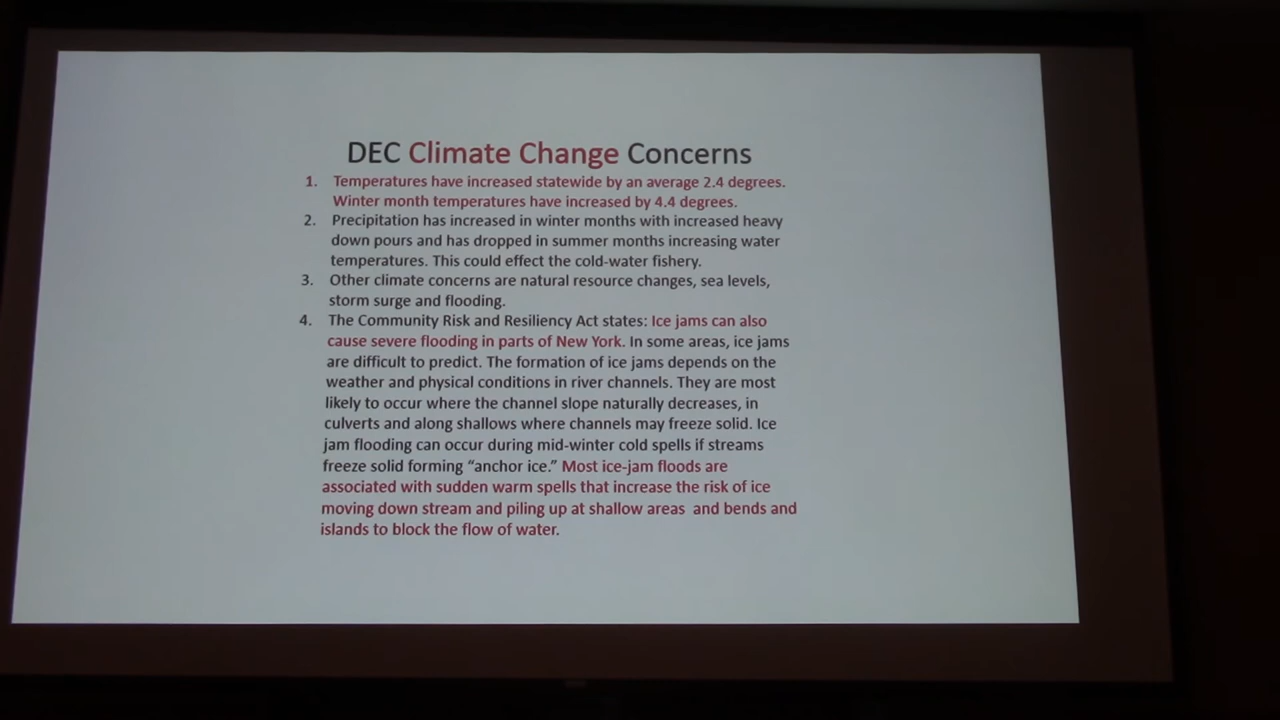 DEC Climate Change Concerns
1. Temperatures have increased statewide by an average 2.4 degrees.
Winter month temperatures have increased by 4.4 degrees.
2. Precipitation has increased in winter months with increased heavy
down pours and has dropped in summer months increasing water
temperatures. This could effect the cold-water fishery.
3. Other climate concerns are natural resource changes, sea levels,
storm surge and flooding.
4. The Community Risk and Resiliency Act states: Ice jams can also
cause severe flooding in parts of New York. In some areas, ice jams
are difficult to predict. The formation of ice jams depends on the
weather and physical conditions in river channels. They are most
likely to occur where the channel slope naturally decreases, in
culverts and along shallows where channels may freeze solid. Ice
jam flooding can occur during mid-winter cold spells if streams
freeze solid forming “anchor ice.” Most ice-jam floods are
associated with sudden warm spells that increase the risk of ice
moving down stream and piling up at shallow areas and bends and
islands to block the flow of water.